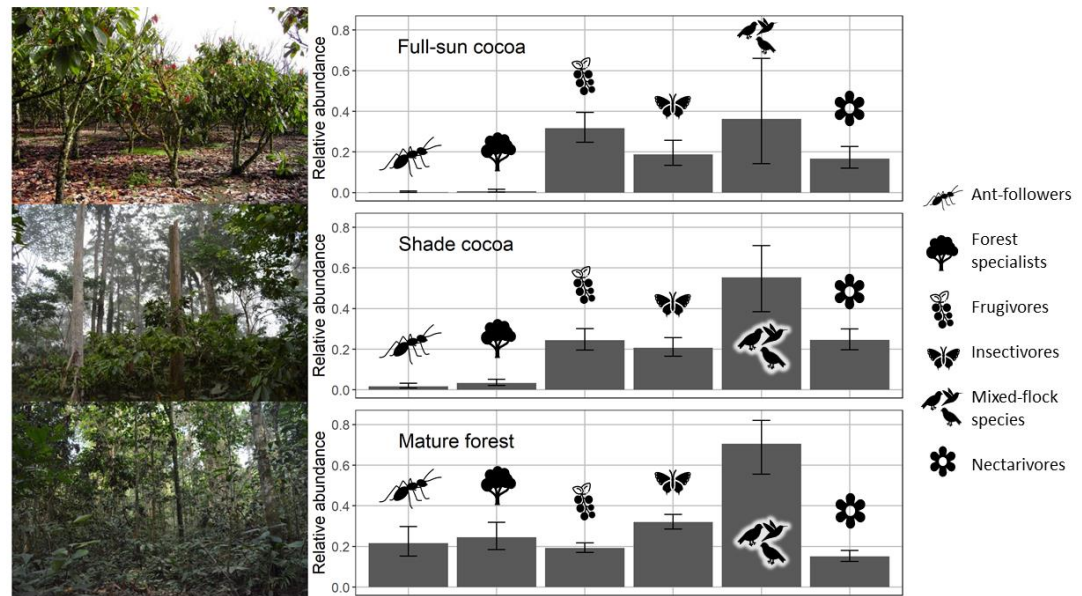 Full-sun cocoa
Relative abundance
0.8
0.6
0.4
0.2
0.0
Shade cocoa
Relative abundance
0.8
0.6
0.4
0.2
0.0
Mature forest
Relative abundance
0.8
0.6
0.4
0.2
0.0
Ant-followers
Forest
specialists
Frugivores
Insectivores
Mixed-flock
species
Nectarivores